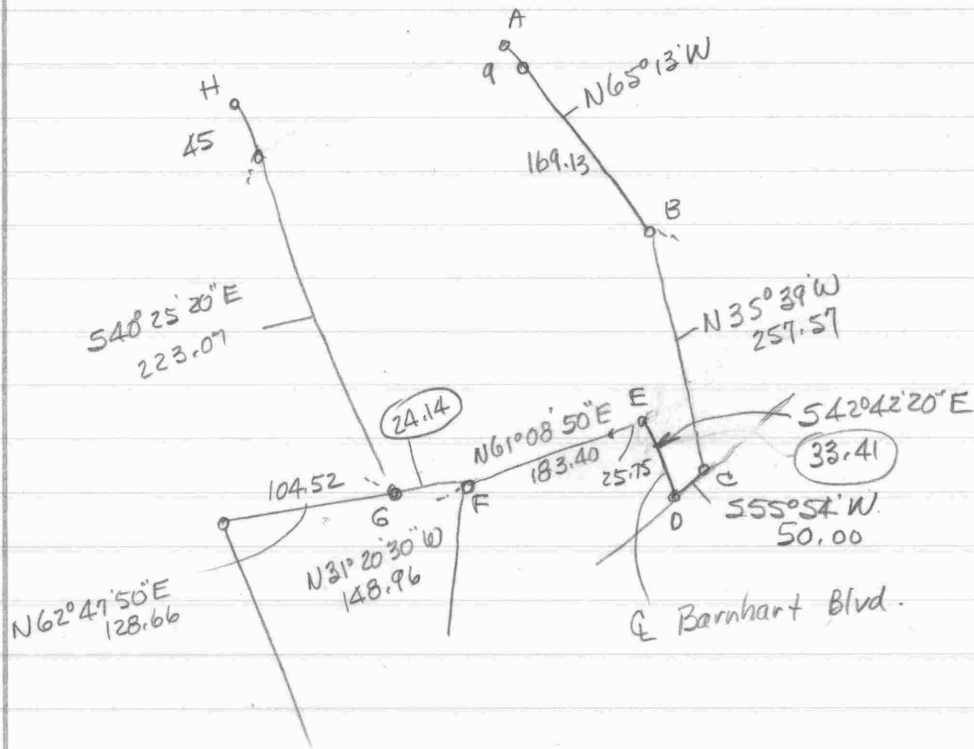 A
9
N65°13'W
H
45
169.13
B
S40°25'20"E
223.07
N35°39'W
257.57
E
S42°42'20"E
24.14
N61°08'50"E
33.41
183.40
25.75
C
104.52
G
F
D
S55°54'W
50.00
N31°20'30"W
148.96
N62°47'50"E
128.66
℄ Barnhart Blvd.